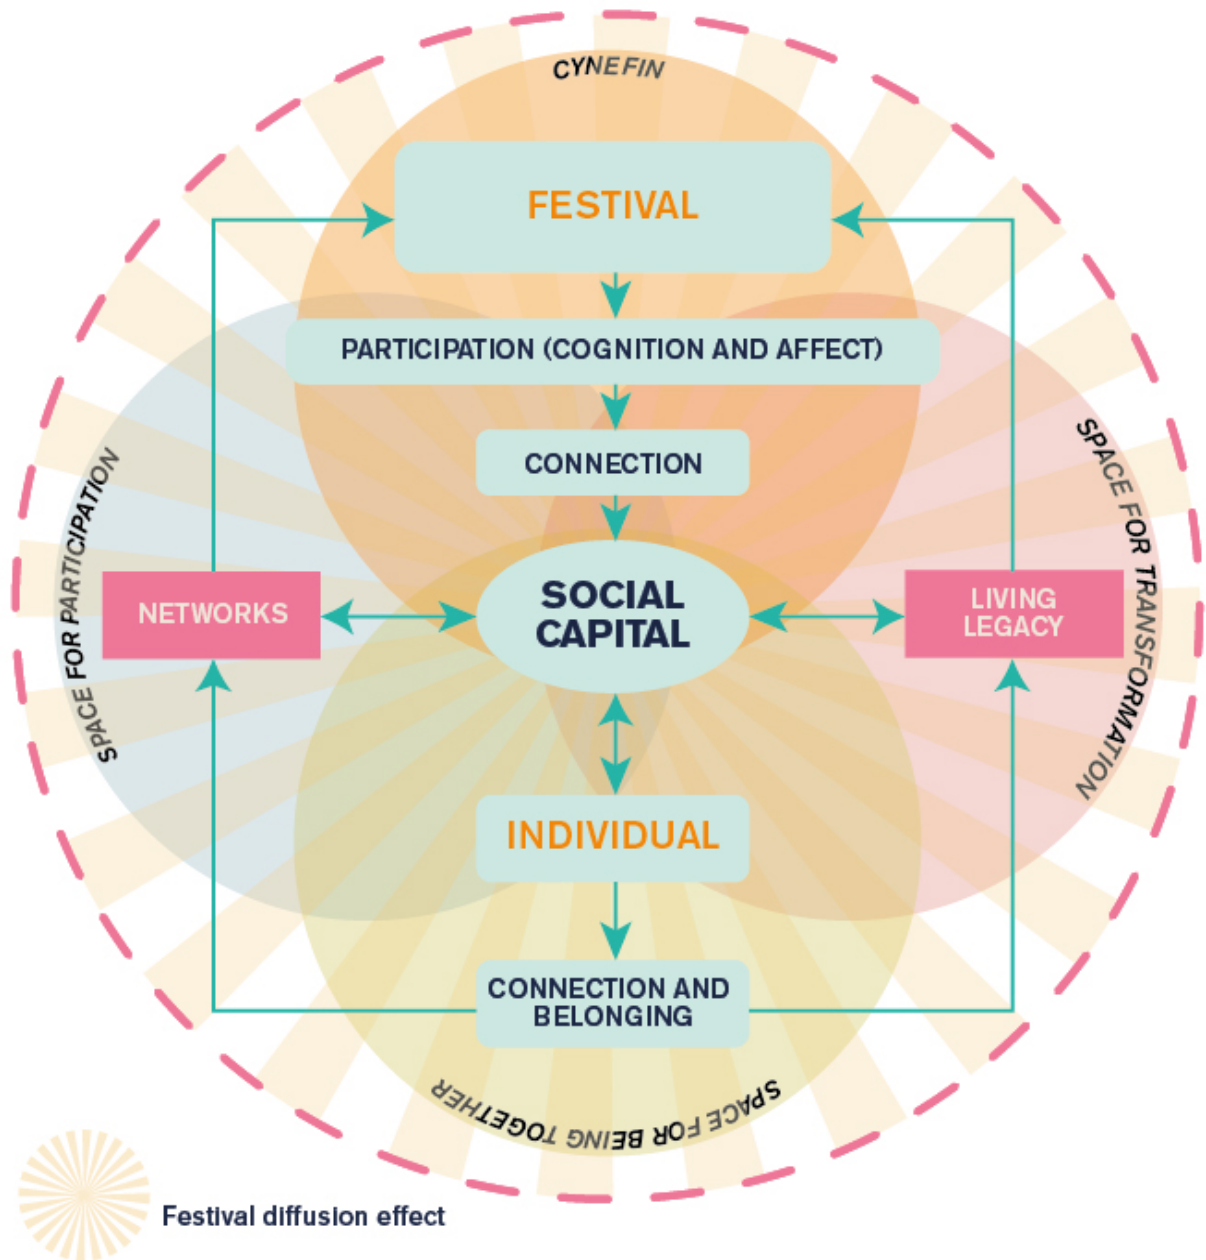 CYNEFIN
FESTIVAL
PARTICIPATION (COGNITION AND AFFECT)
CONNECTION
SPACE FOR PARTICIPATION
SPACE FOR TRANSFORMATION
NETWORKS
SOCIAL
CAPITAL
LIVING
LEGACY
INDIVIDUAL
CONNECTION AND
BELONGING
SPACE FOR BEING TOGETHER
Festival diffusion effect